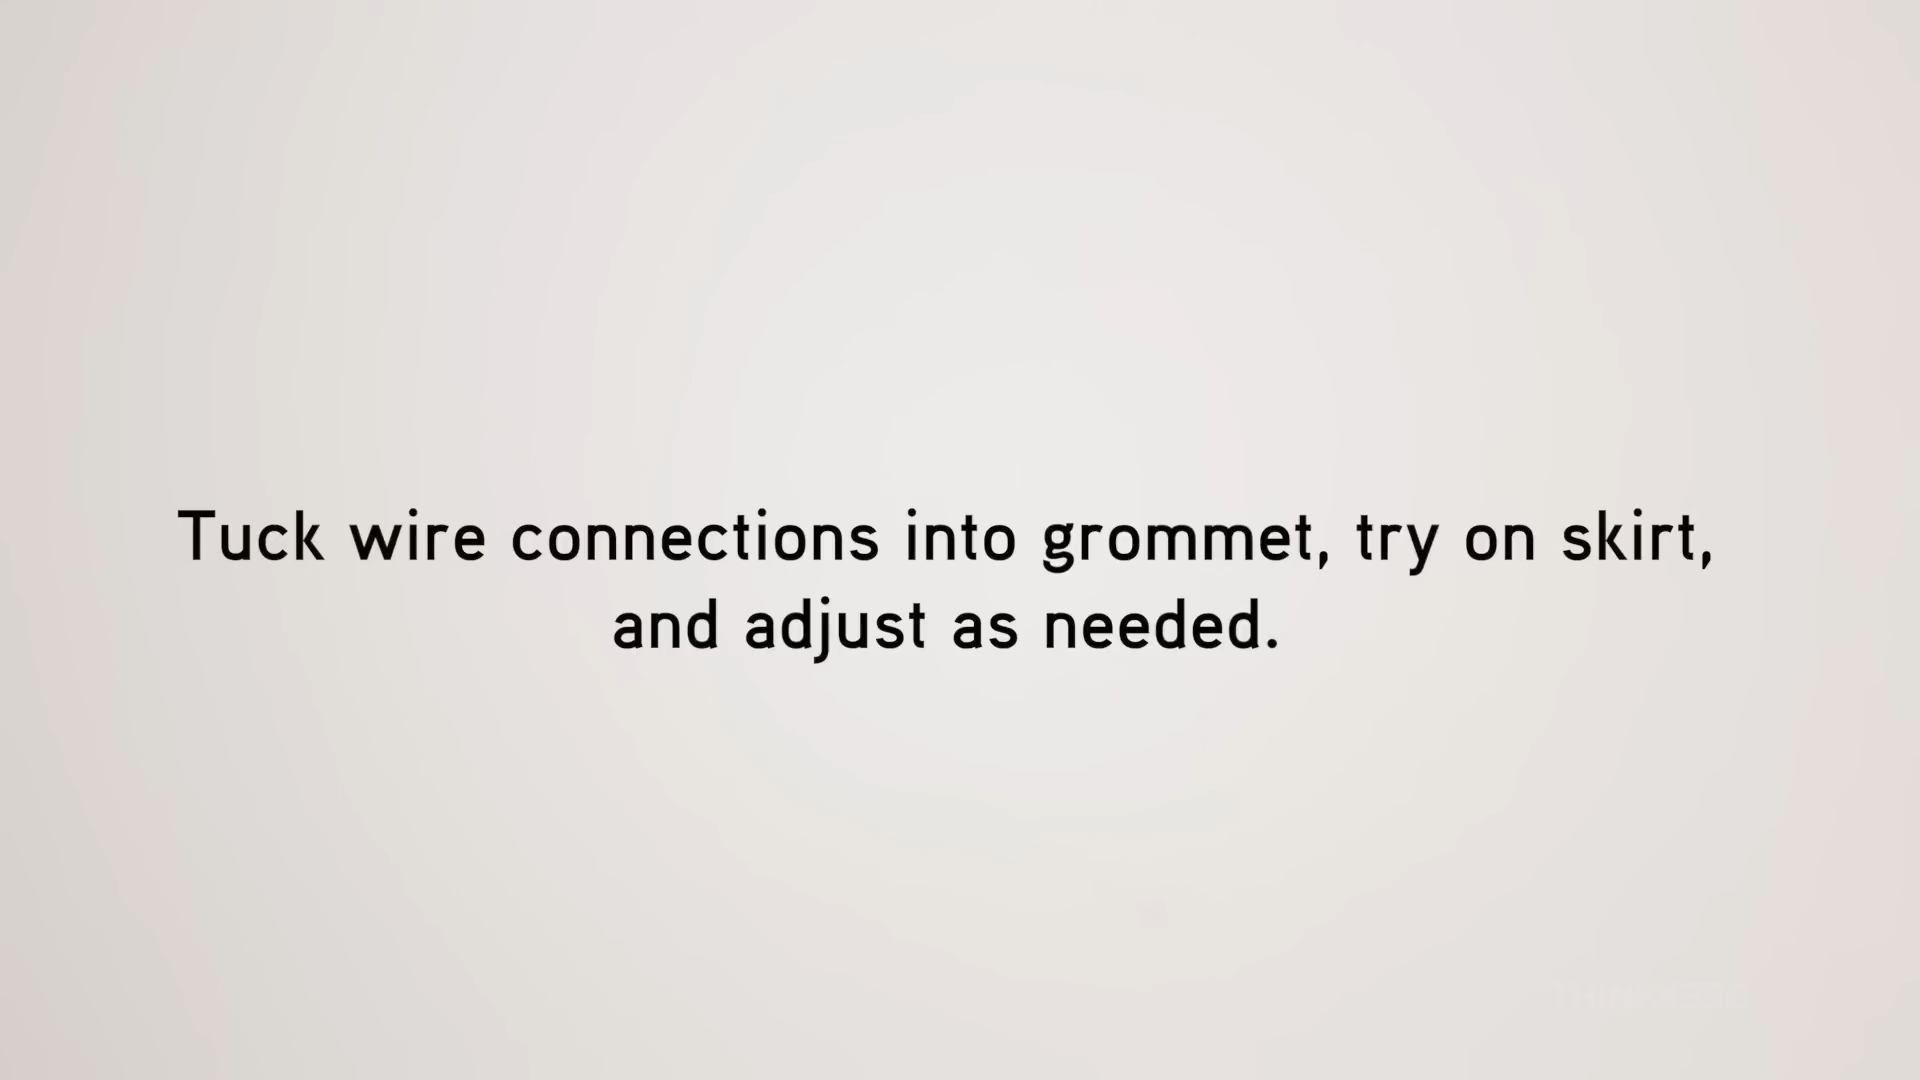 Tuck wire connections into grommet, try on skirt,
and adjust as needed.